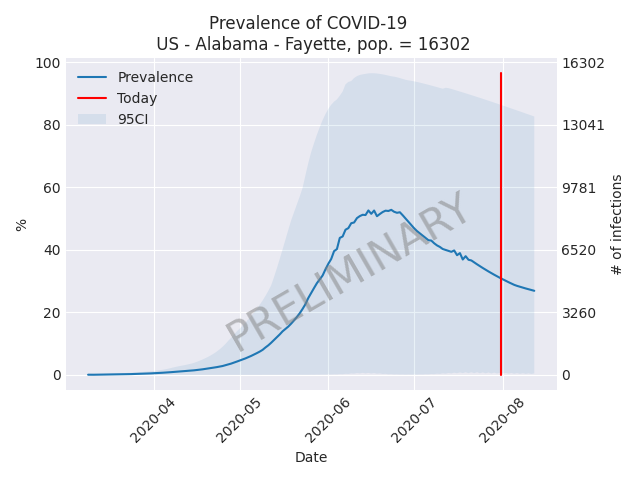 Prevalence of COVID-19
US - Alabama - Fayette, pop. = 16302
Prevalence
Today
95CI
100
80
60
40
20
0
%
16302
13041
9781
6520
3260
0
# of infections
PRELIMINARY
2020-04
2020-05
2020-06
2020-07
2020-08
Date